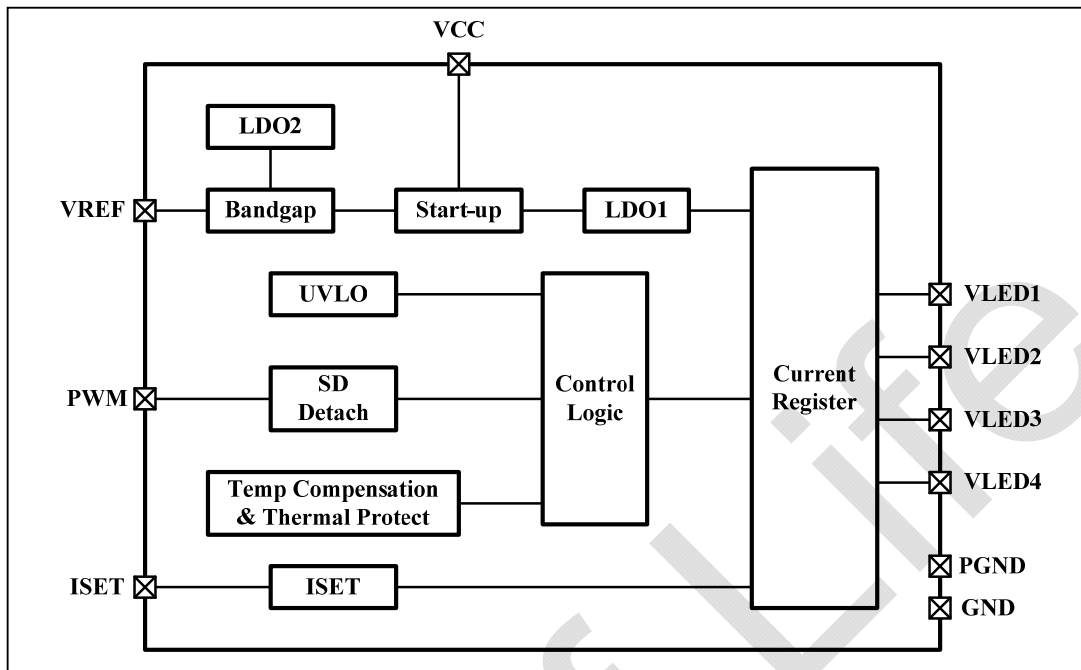 VCC
LDO2
VREF
Bandgap
Start-up
LDO1
UVLO
VLED1
VLED2
PWM
SD
Detach
Control
Logic
Current
Register
VLED3
VLED4
Temp Compensation
& Thermal Protect
ISET
ISET
PGND
GND
f Life